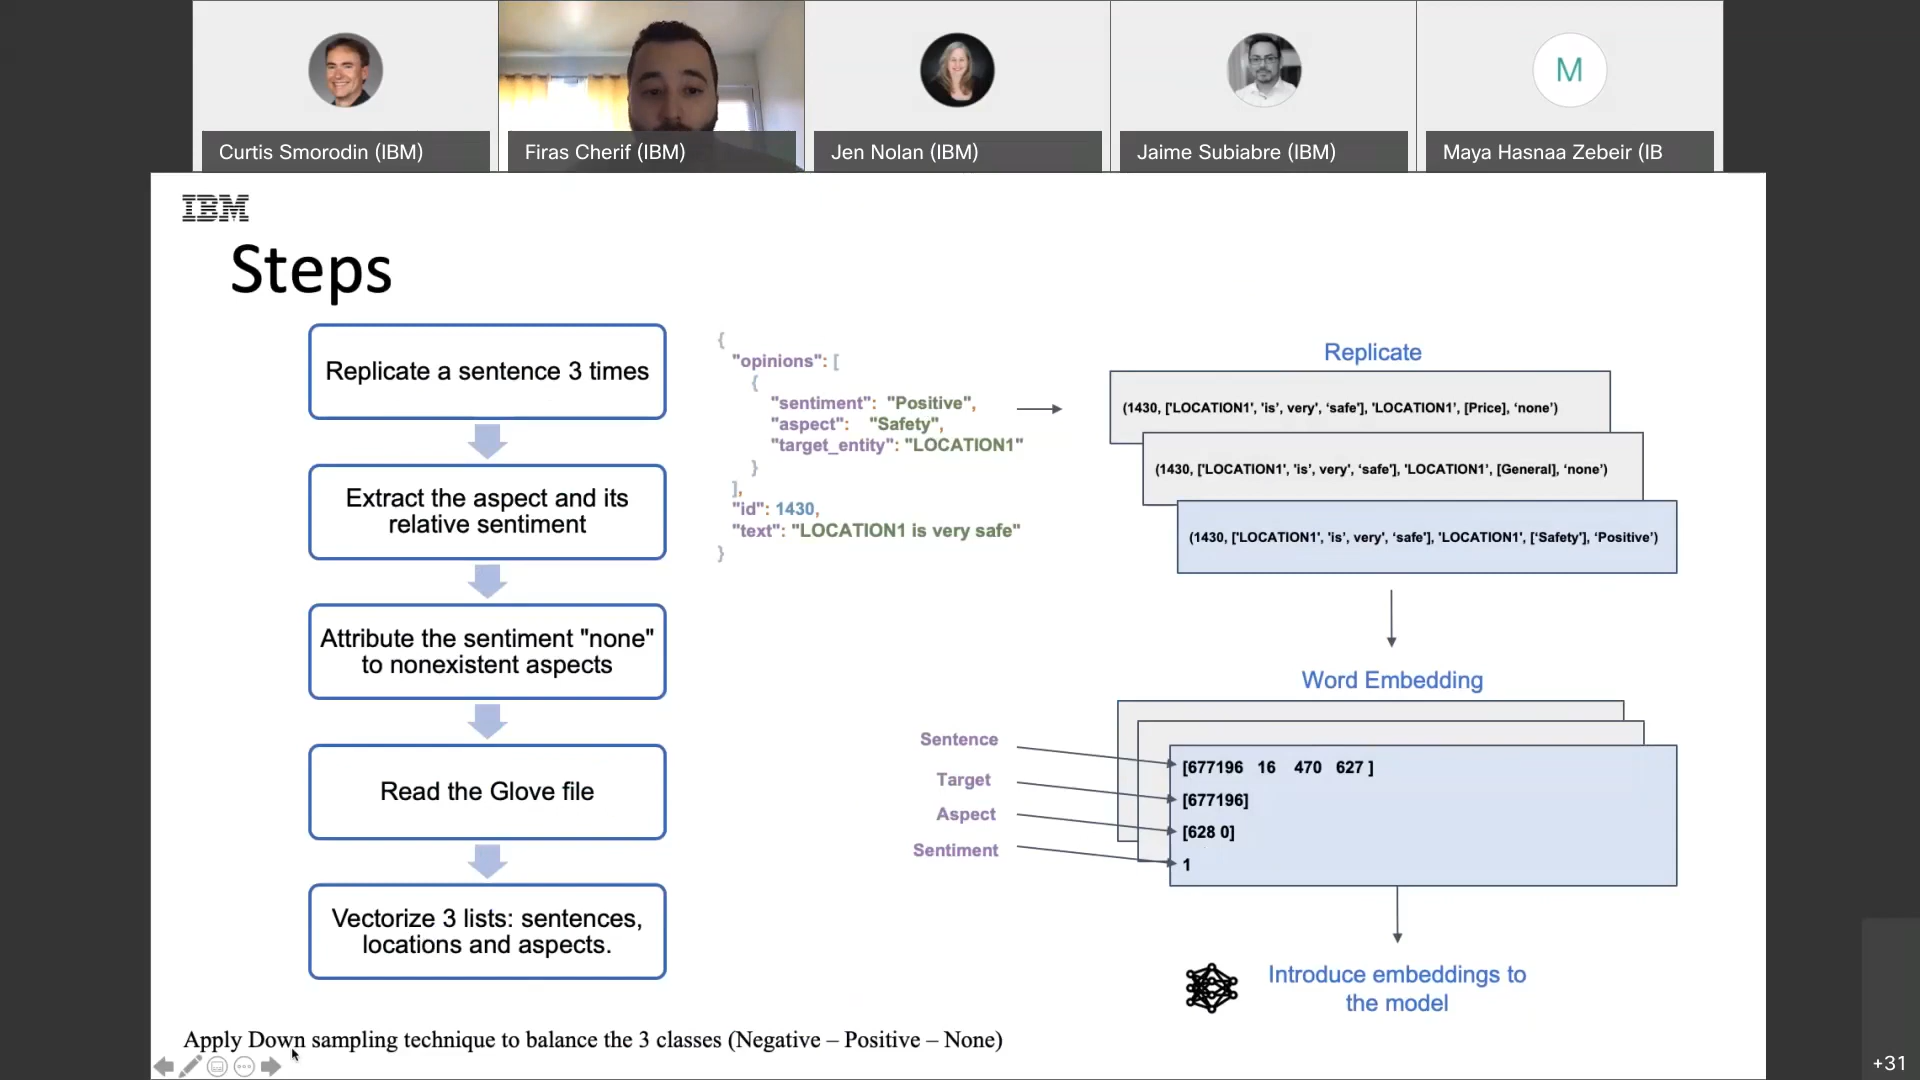 Curtis Smorodin (IBM)
Firas Cherif (IBM)
Jen Nolan (IBM)
Jaime Subiabre (IBM)
M
Maya Hasnaa Zebeir (IB
IBM
Steps
Replicate a sentence 3 times
Extract the aspect and its
relative sentiment
Attribute the sentiment "none"
to nonexistent aspects
Read the Glove file
Vectorize 3 lists: sentences,
locations and aspects.
{
"opinions": [
{
"sentiment": "Positive",
"aspect": "Safety",
"target_entity": "LOCATION1"
}
],
"id": 1430,
"text": "LOCATION1 is very safe"
}
Replicate
(1430, ['LOCATION1', 'is', very', 'safe'], 'LOCATION1', [Price], 'none')
(1430, ['LOCATION1', 'is', very', 'safe'], 'LOCATION1', [General], 'none')
(1430, ['LOCATION1', 'is', very', 'safe'], 'LOCATION1', ['Safety'], 'Positive')
Word Embedding
Sentence
[677196 16 470 627 ]
Target
[677196]
Aspect
[628 0]
Sentiment
1
Introduce embeddings to
the model
Apply Down sampling technique to balance the 3 classes (Negative – Positive – None)
+31